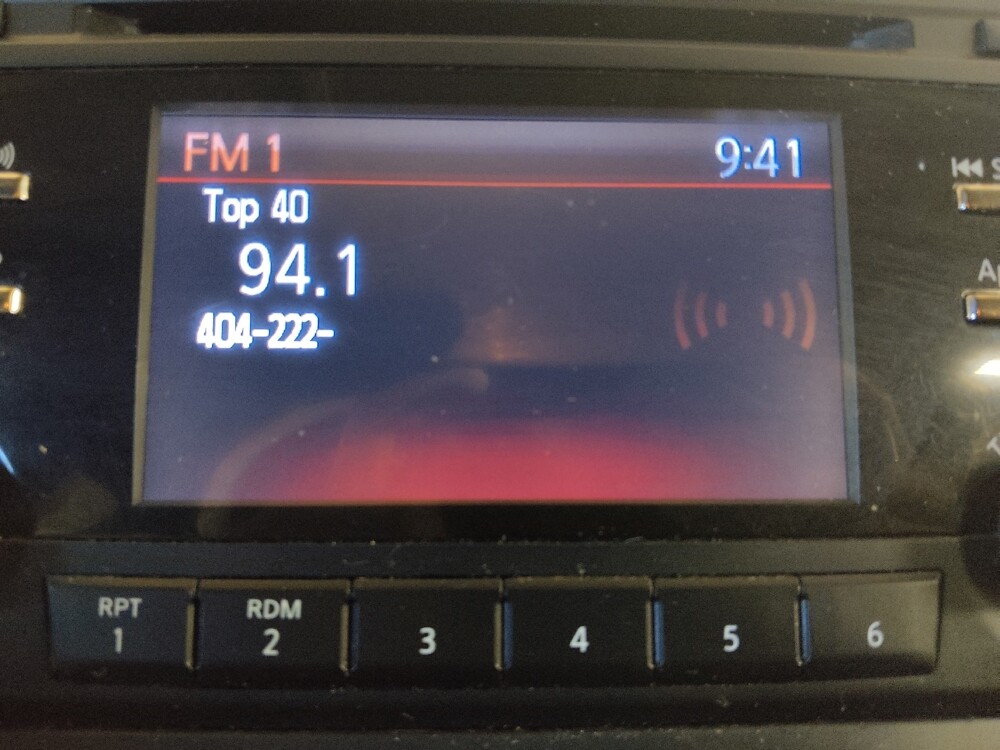 FM 1 9:41
Top 40
94.1
404-222-
RPT RDM
1 2 3 4 5 6